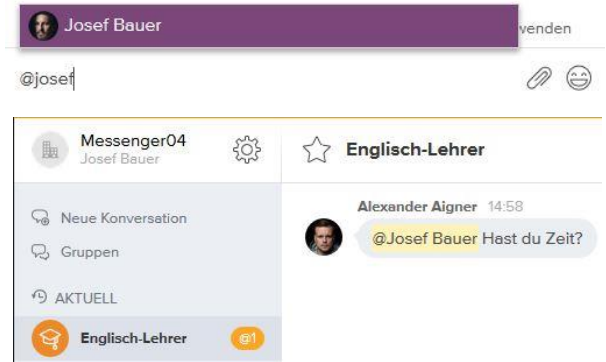 Josef Bauer
wenden
@josef
Messenger04
Josef Bauer
Englisch-Lehrer
Alexander Aigner 14:58
@Josef Bauer Hast du Zeit?
Neue Konversation
Gruppen
AKTUELL
Englisch-Lehrer @1